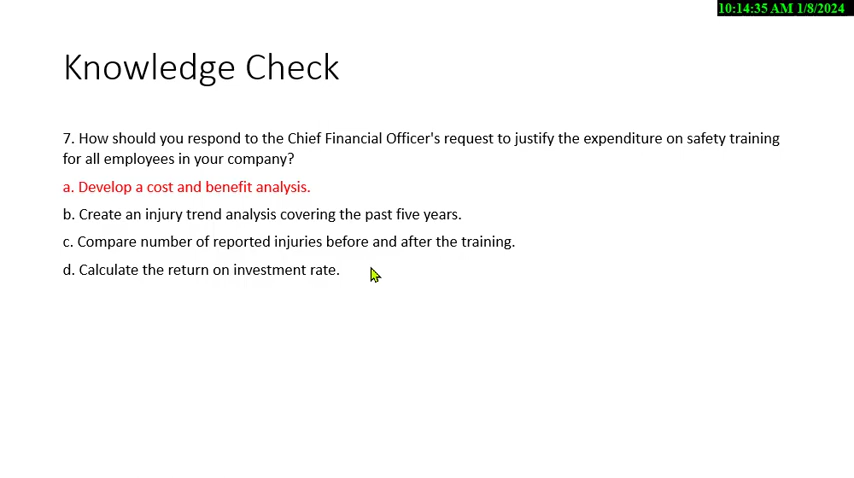 10:14:35 AM 1/8/2024
Knowledge Check
7. How should you respond to the Chief Financial Officer's request to justify the expenditure on safety training
for all employees in your company?
a. Develop a cost and benefit analysis.
b. Create an injury trend analysis covering the past five years.
c. Compare number of reported injuries before and after the training.
d. Calculate the return on investment rate.